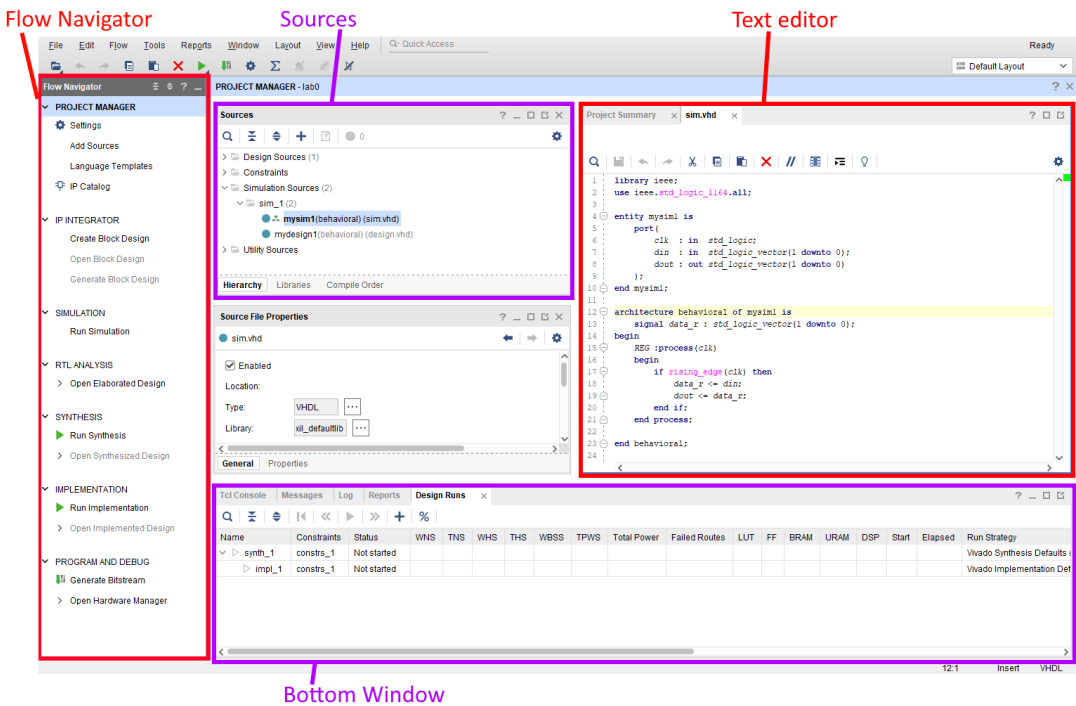 Flow Navigator
Sources
Text editor
File Edit Flow Tools Reports Window Layout View Help Q- Quick Access Ready
Default Layout
Flow Navigator ? _
PROJECT MANAGER - lab0 ? ×
PROJECT MANAGER
Settings
Add Sources
Language Templates
IP Catalog
IP INTEGRATOR
Create Block Design
Open Block Design
Generate Block Design
SIMULATION
Run Simulation
RTL ANALYSIS
Open Elaborated Design
SYNTHESIS
Run Synthesis
Open Synthesized Design
IMPLEMENTATION
Run Implementation
Open Implemented Design
PROGRAM AND DEBUG
Generate Bitstream
Open Hardware Manager
Sources
0
Design Sources (1)
Constraints
Simulation Sources (2)
sim_1 (2)
mysim1(behavioral) (sim.vhd)
mydesign1(behavioral) (design.vhd)
Utility Sources
Hierarchy Libraries Compile Order
Source File Properties
sim.vhd
Enabled
Location:
Type: VHDL ...
Library: xil_defaultlib ...
General Properties
Project Summary × sim.vhd ×
1 library ieee;
2 use ieee.std_logic_1164.all;
3
4 entity mysim1 is
5 port(
6 clk : in std_logic;
7 din : in std_logic_vector(1 downto 0);
8 dout : out std_logic_vector(1 downto 0)
9 );
10 end mysim1;
11
12 architecture behavioral of mysim1 is
13 signal data_r : std_logic_vector(1 downto 0);
14 begin
15 REG :process(clk)
16 begin
17 if rising_edge(clk) then
18 data_r <= din;
19 dout <= data_r;
20 end if;
21 end process;
22
23 end behavioral;
24
Tcl Console Messages Log Reports Design Runs ×
Name Constraints Status WNS TNS WHS THS WBSS TPWS Total Power Failed Routes LUT FF BRAM URAM DSP Start Elapsed Run Strategy
synth_1 constrs_1 Not started Vivado Synthesis Defaults
impl_1 constrs_1 Not started Vivado Implementation Def
12:1 Insert VHDL
Bottom Window